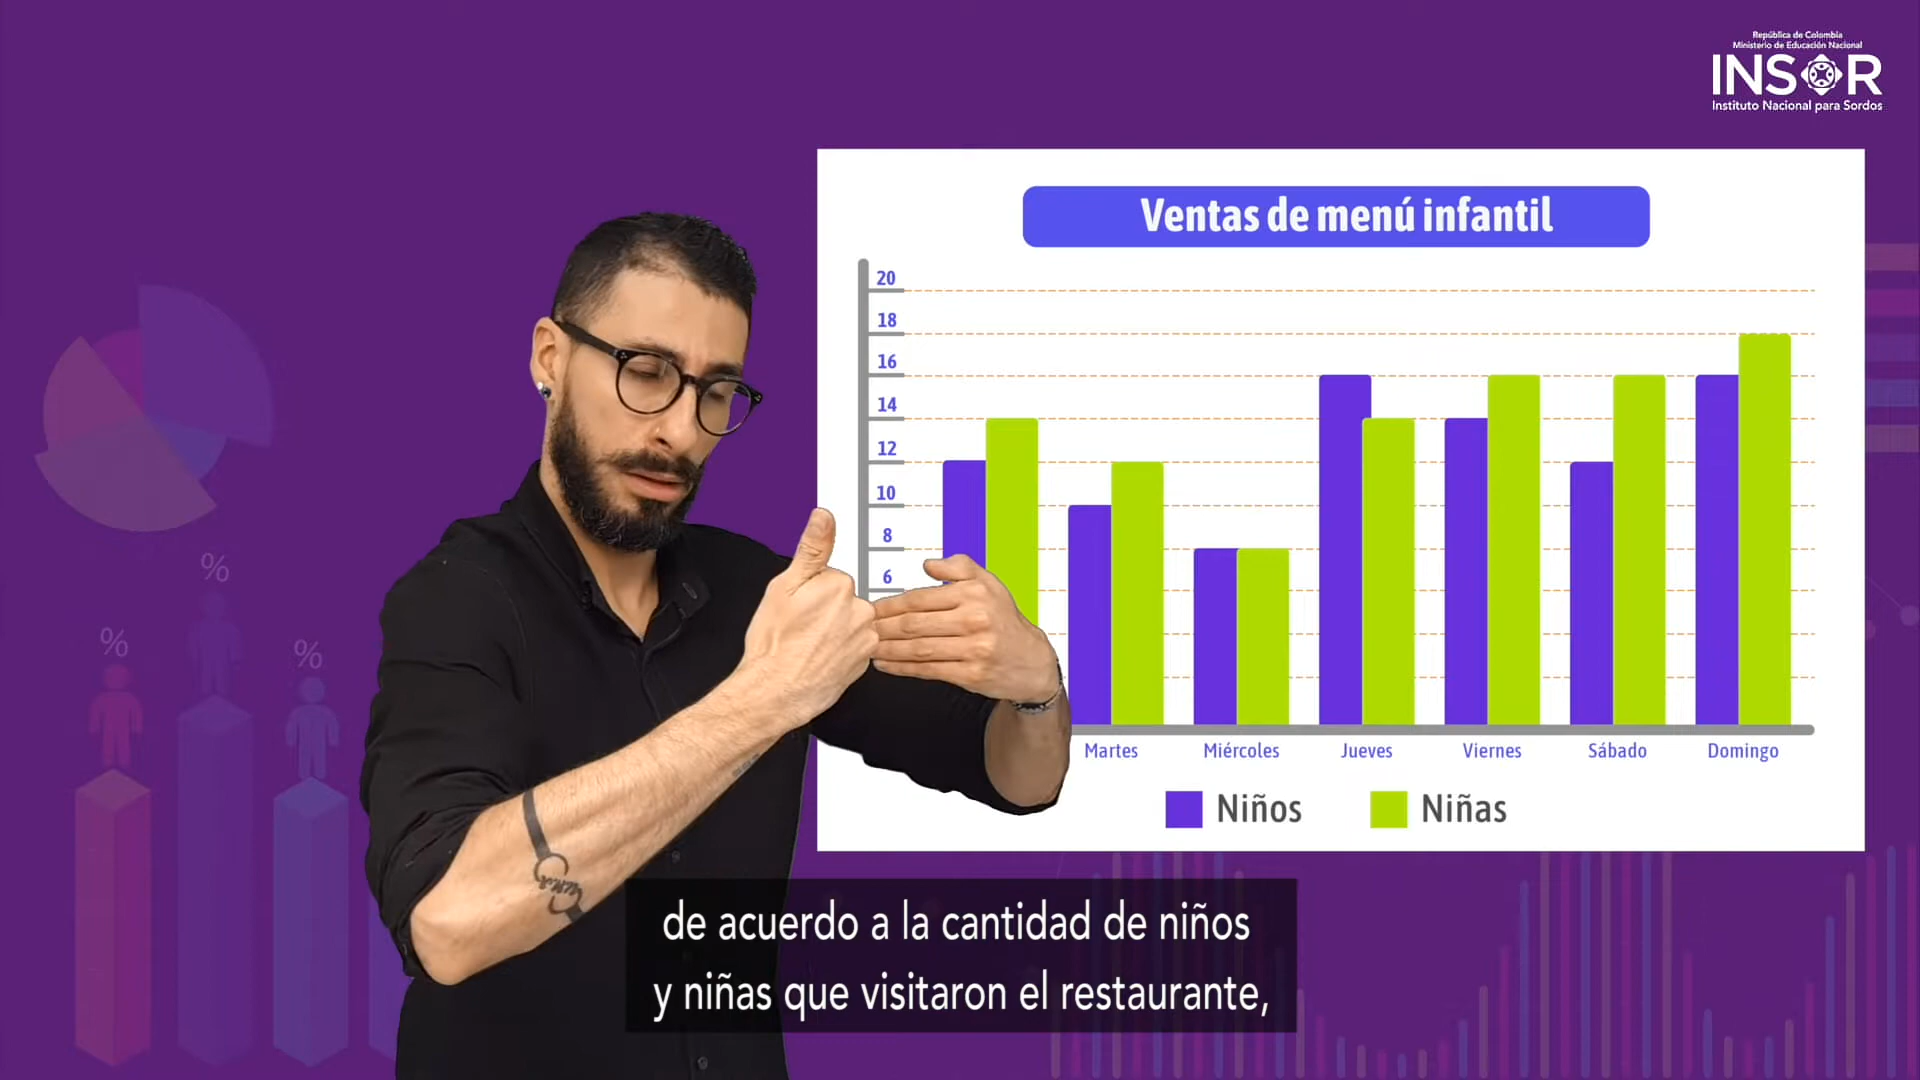 República de Colombia
Ministerio de Educación Nacional
INSOR
Instituto Nacional para Sordos
Ventas de menú infantil
20
18
16
14
12
10
8
6
Martes Miércoles Jueves Viernes Sábado Domingo
Niños Niñas
%
%
%
de acuerdo a la cantidad de niños
y niñas que visitaron el restaurante,